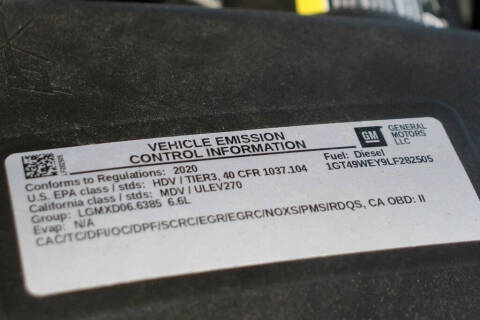 VEHICLE EMISSION
CONTROL INFORMATION
GM
GENERAL
MOTORS
LLC
Conforms to Regulations: 2020
Fuel: Diesel
U.S. EPA class / stds: HDV / TIER3, 40 CFR 1037.104
1GT49WEY9LF282505
California class / stds: MDV / ULEV270
Group: LGMXD06.6385 6.6L
Evap: N/A
CAC/TC/DFI/OC/DPF/SCRC/EGR/EGRC/NOXS/PMS/RDQS, CA OBD: II